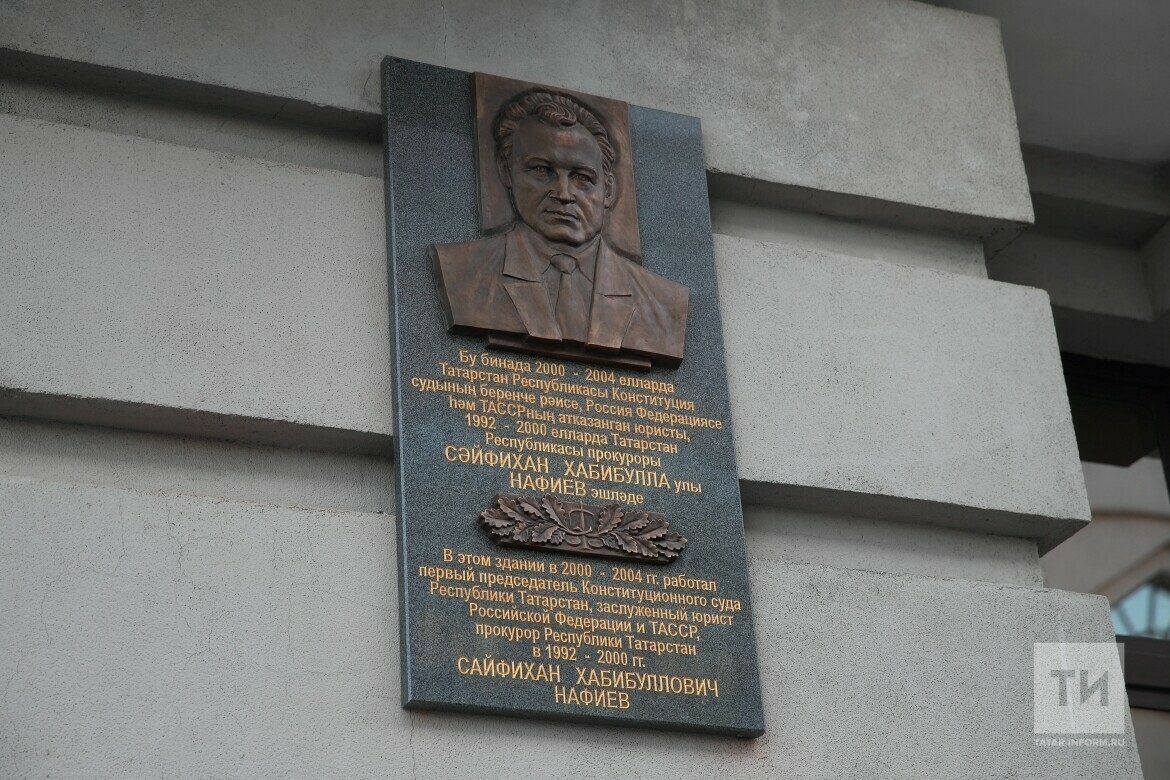 Бу бинада 2000 - 2004 елларда
Татарстан Республикасы Конституция
судының беренче рәисе, Россия Федерациясе
һәм ТАССРның атказанган юристы,
1992 - 2000 елларда Татарстан
Республикасы прокуроры
СӘЙФИХАН ХАБИБУЛЛА улы
НАФИЕВ эшләде
В этом здании в 2000 - 2004 гг. работал
первый председатель Конституционного суда
Республики Татарстан, заслуженный юрист
Российской Федерации и ТАССР,
прокурор Республики Татарстан
в 1992 - 2000 гг.
САЙФИХАН ХАБИБУЛЛОВИЧ
НАФИЕВ
ТИ
TATAR-INFORM.RU